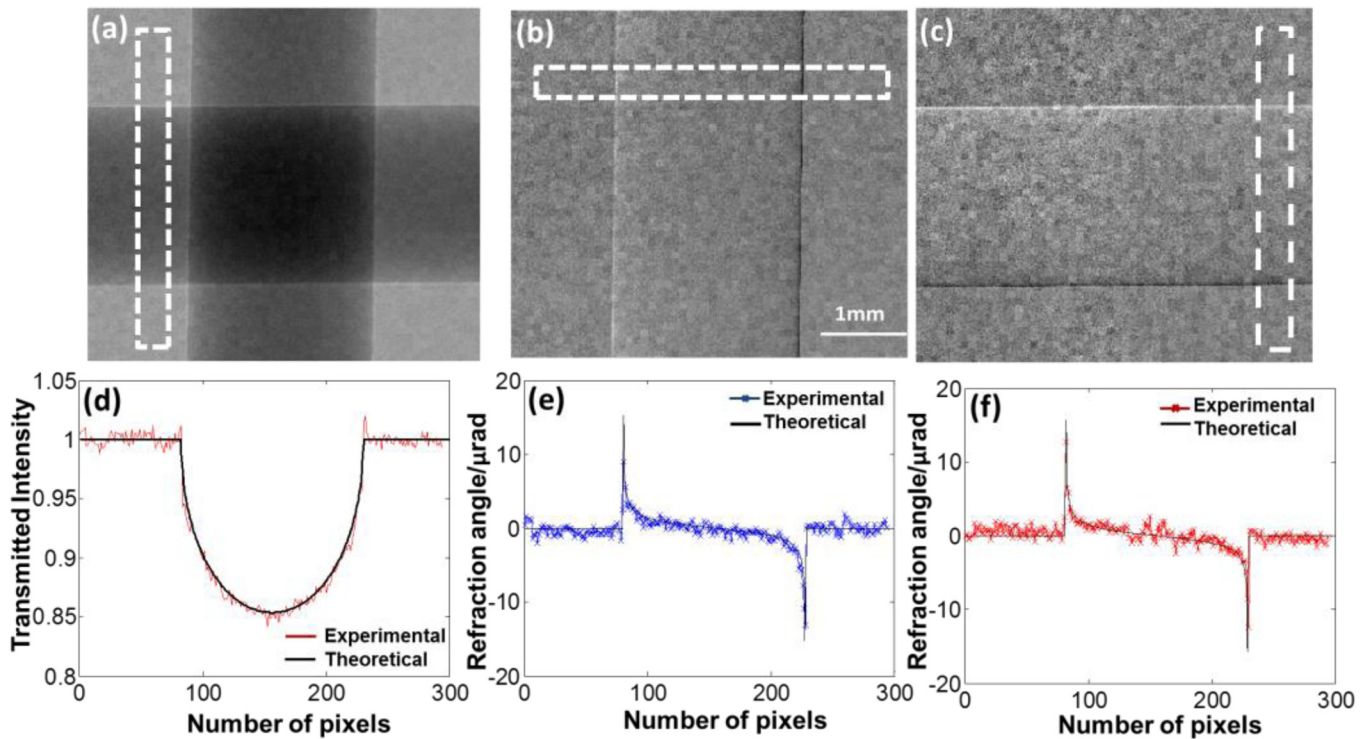 (a)
(b)
(c)
1mm
(d)
Transmitted Intensity
1.05
1
0.95
0.9
0.85
0.8
0
100
200
300
Number of pixels
Experimental
Theoretical
(e)
Refraction angle/μrad
20
10
0
-10
-20
0
100
200
300
Number of pixels
Experimental
Theoretical
(f)
Refraction angle/μrad
20
10
0
-10
-20
0
100
200
300
Number of pixels
Experimental
Theoretical